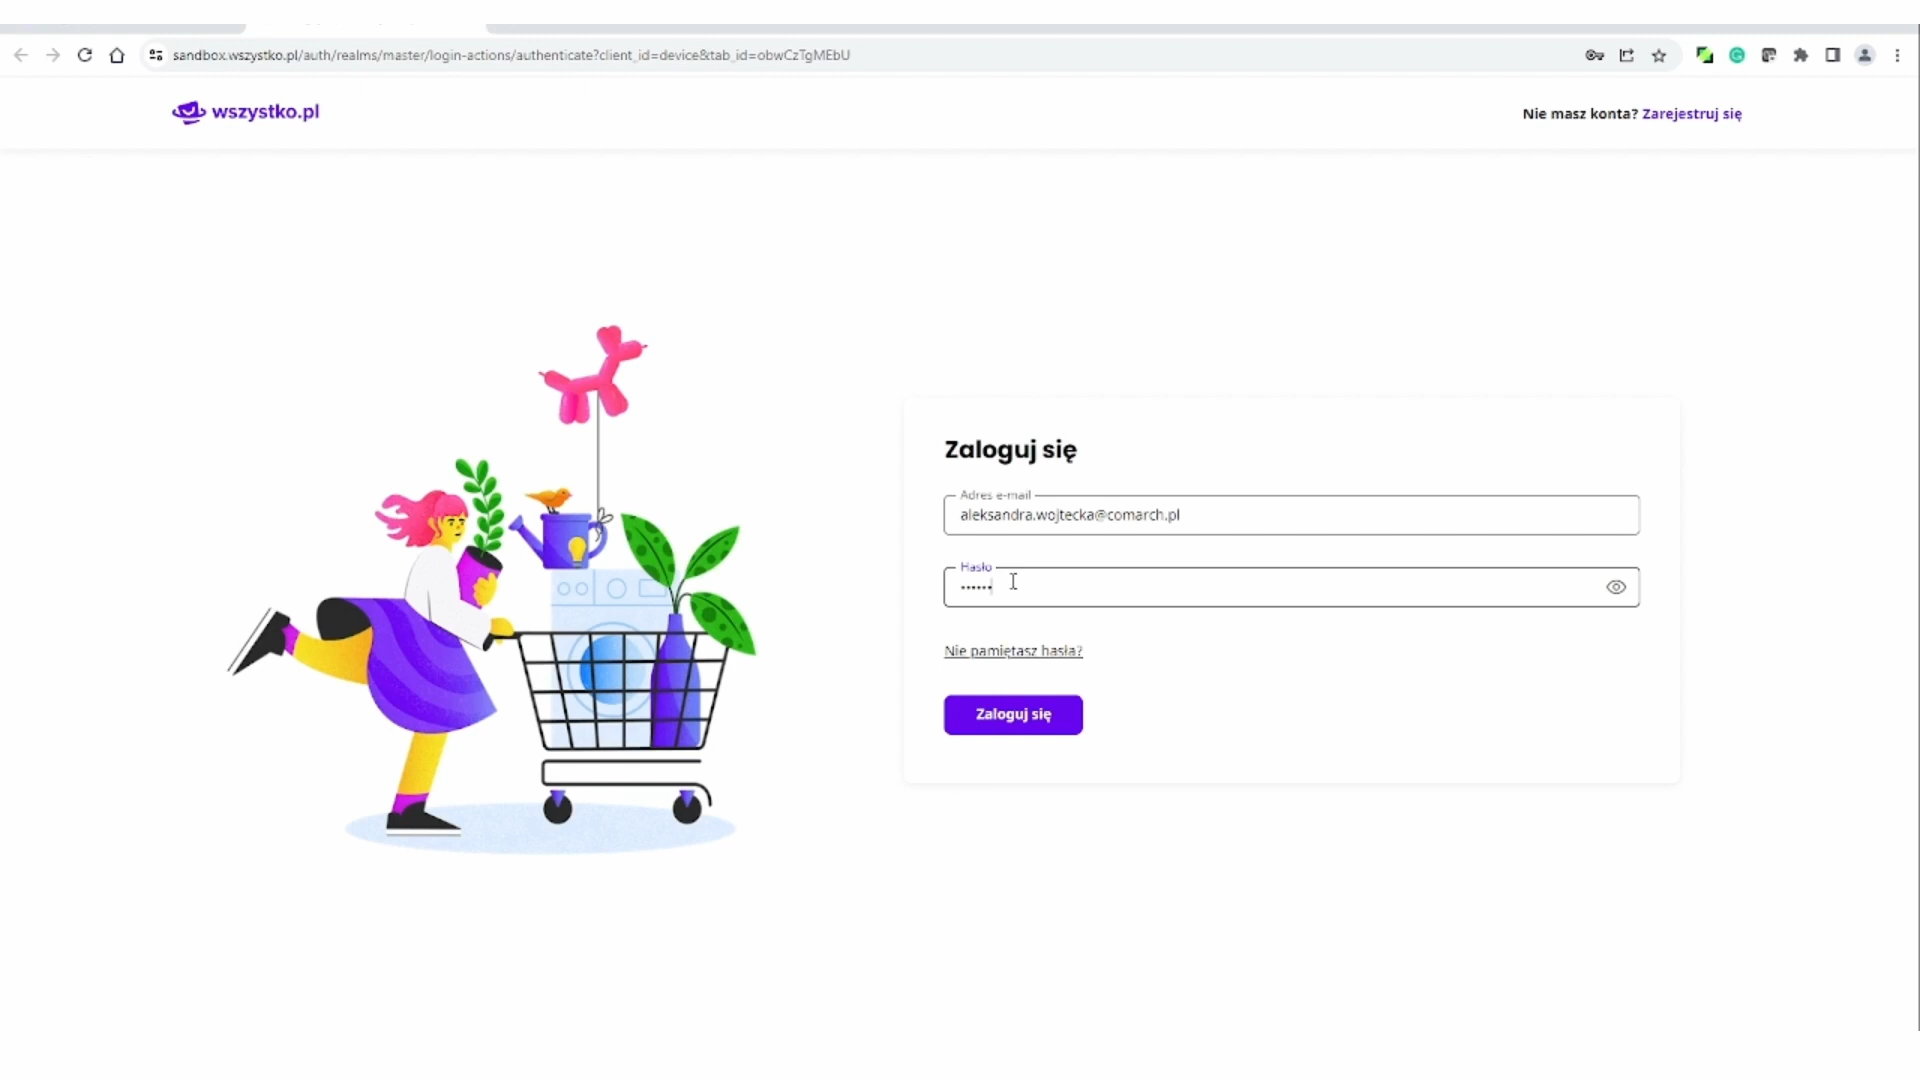 sandbox.wszystko.pl/auth/realms/master/login-actions/authenticate?client_id=device&tab_id=obwCzTgMEbU
wszystko.pl
Nie masz konta? Zarejestruj się
Zaloguj się
Adres e-mail
aleksandra.wojtecka@comarch.pl
Hasło
••••••
Nie pamiętasz hasła?
Zaloguj się